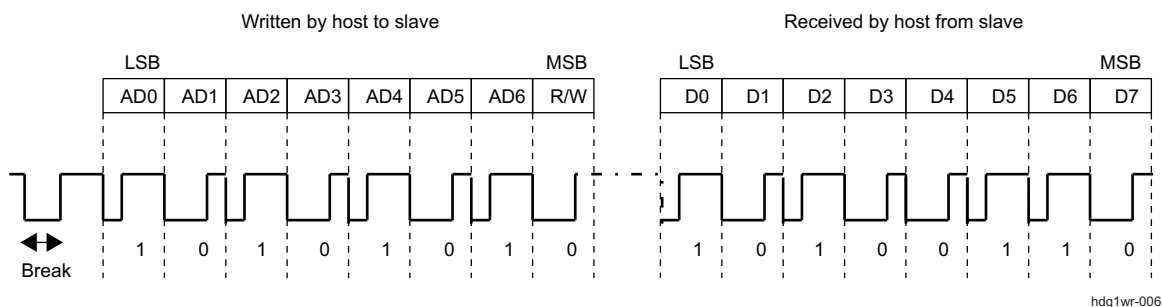 Written by host to slave Received by host from slave
LSB MSB LSB MSB
AD0 AD1 AD2 AD3 AD4 AD5 AD6 R/W D0 D1 D2 D3 D4 D5 D6 D7
1 0 1 0 1 0 1 0 1 0 1 0 0 1 1 0
Break
hdq1wr-006